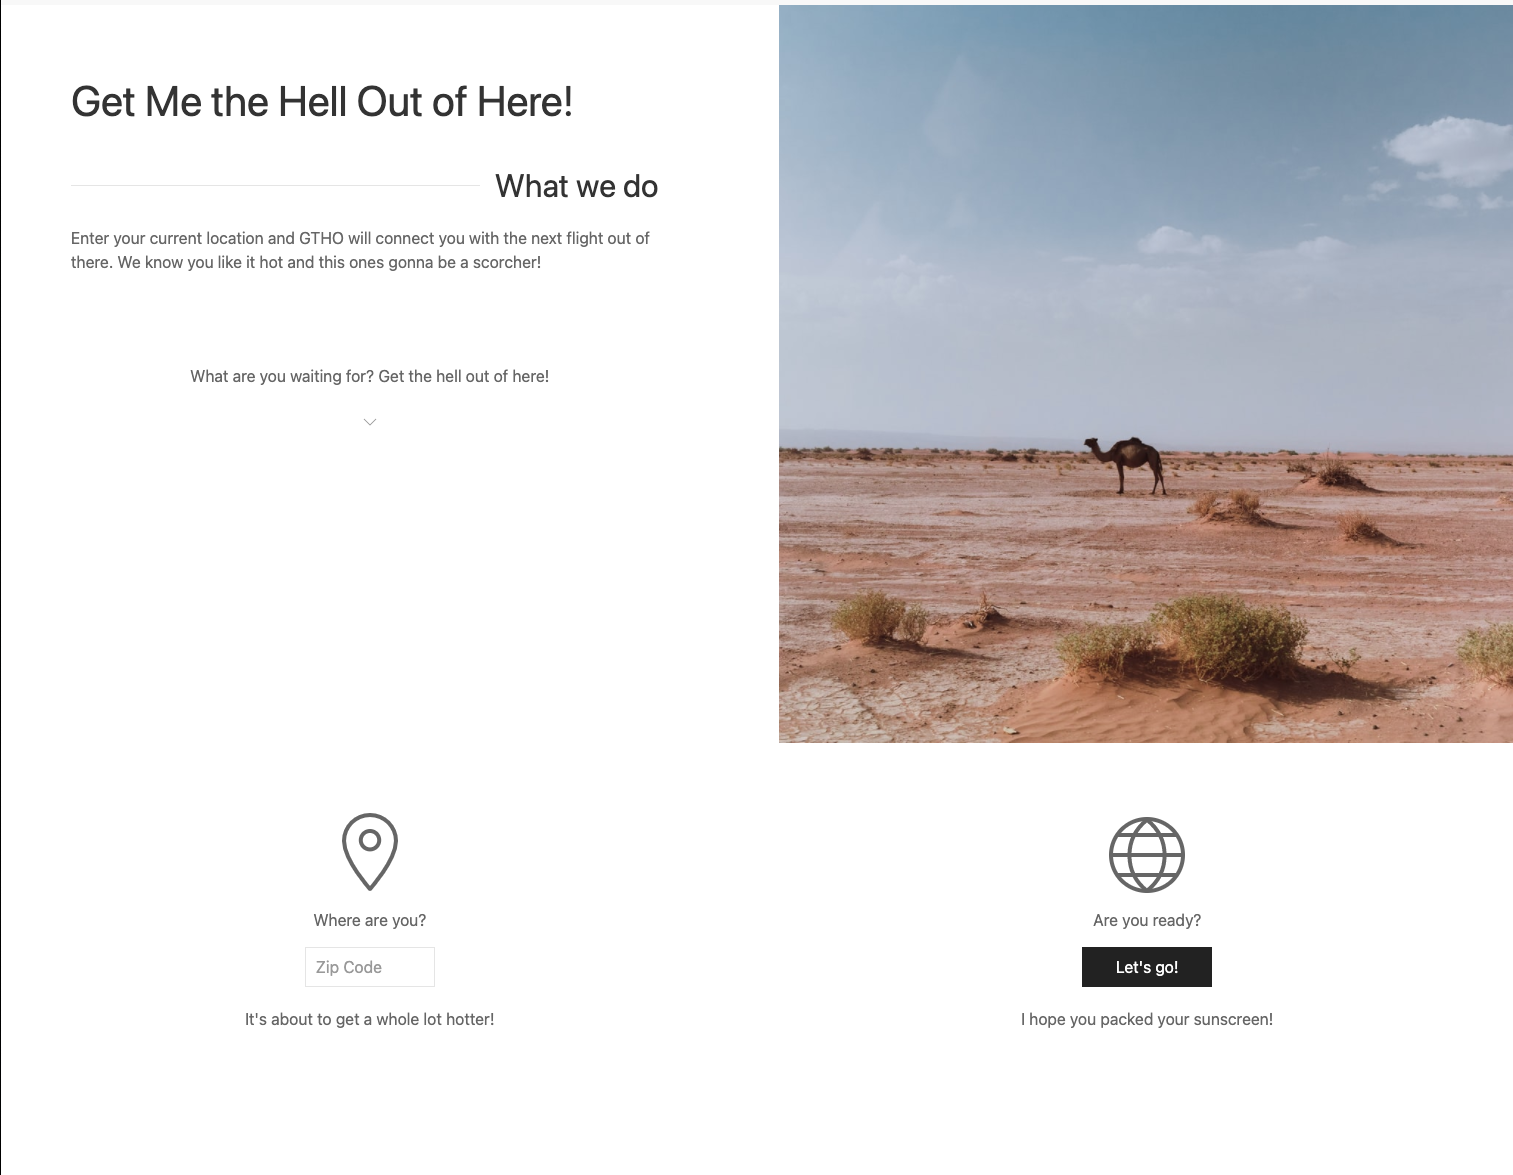 Get Me the Hell Out of Here!
What we do
Enter your current location and GTHO will connect you with the next flight out of
there. We know you like it hot and this ones gonna be a scorcher!
What are you waiting for? Get the hell out of here!
Where are you?
Zip Code
It's about to get a whole lot hotter!
Are you ready?
Let's go!
I hope you packed your sunscreen!